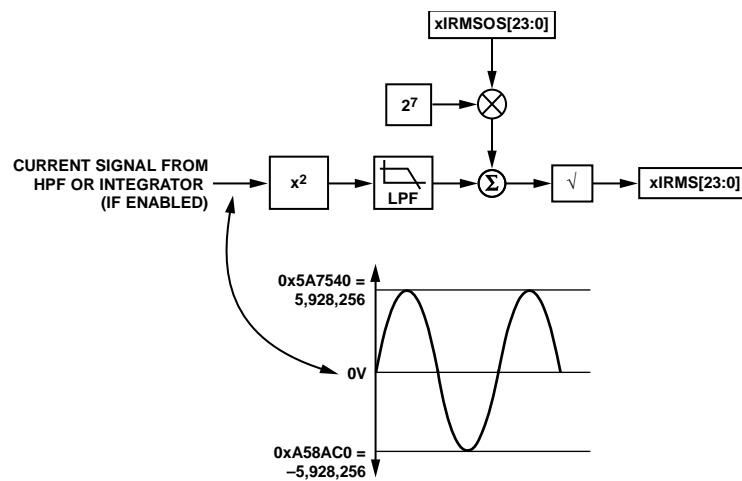 xIRMSOS[23:0]
2⁷
CURRENT SIGNAL FROM
HPF OR INTEGRATOR
(IF ENABLED)
x²
LPF
Σ
√
xIRMS[23:0]
0x5A7540 =
5,928,256
0V
0xA58AC0 =
–5,928,256